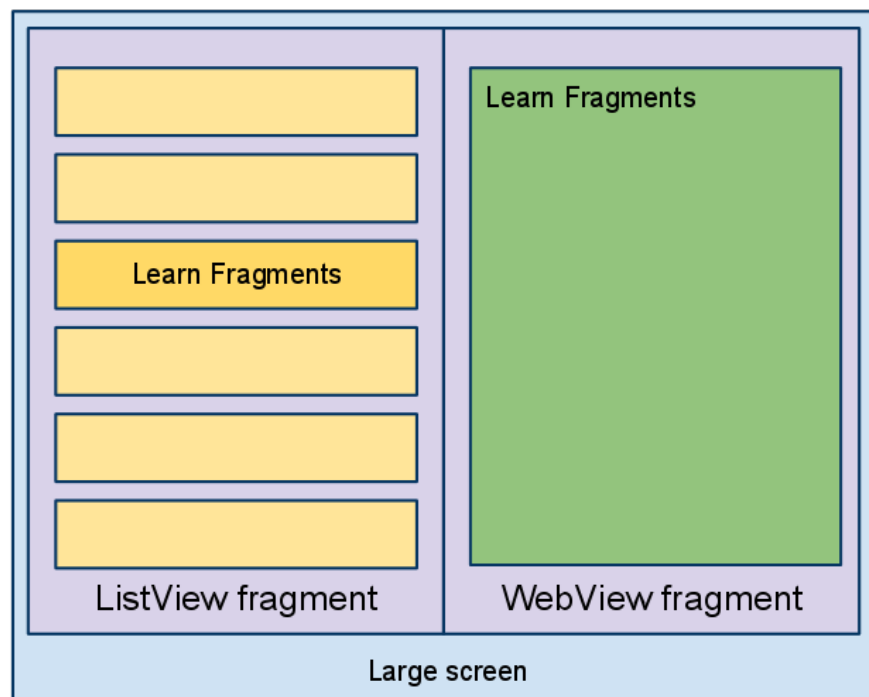 Learn Fragments
Learn Fragments
ListView fragment
WebView fragment
Large screen